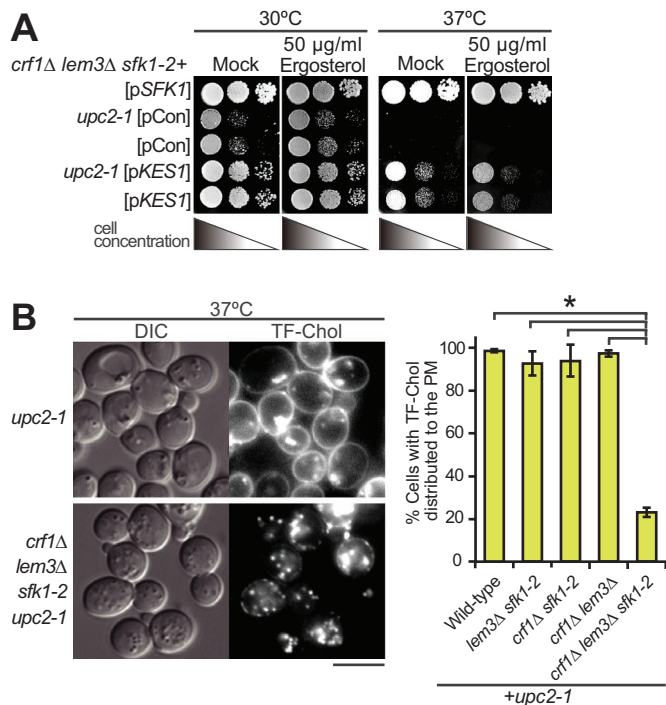 A
30ºC
37ºC
50 µg/ml
50 µg/ml
crf1Δ lem3Δ sfk1-2+
Mock
Ergosterol
Mock
Ergosterol
[pSFK1]
upc2-1 [pCon]
[pCon]
upc2-1 [pKES1]
[pKES1]
cell
concentration
B
37ºC
DIC
TF-Chol
upc2-1
crf1Δ
lem3Δ
sfk1-2
upc2-1
*
% Cells with TF-Chol
distributed to the PM
100
80
60
40
20
0
Wild-type
lem3Δ sfk1-2
crf1Δ sfk1-2
crf1Δ lem3Δ
crf1Δ lem3Δ sfk1-2
+upc2-1